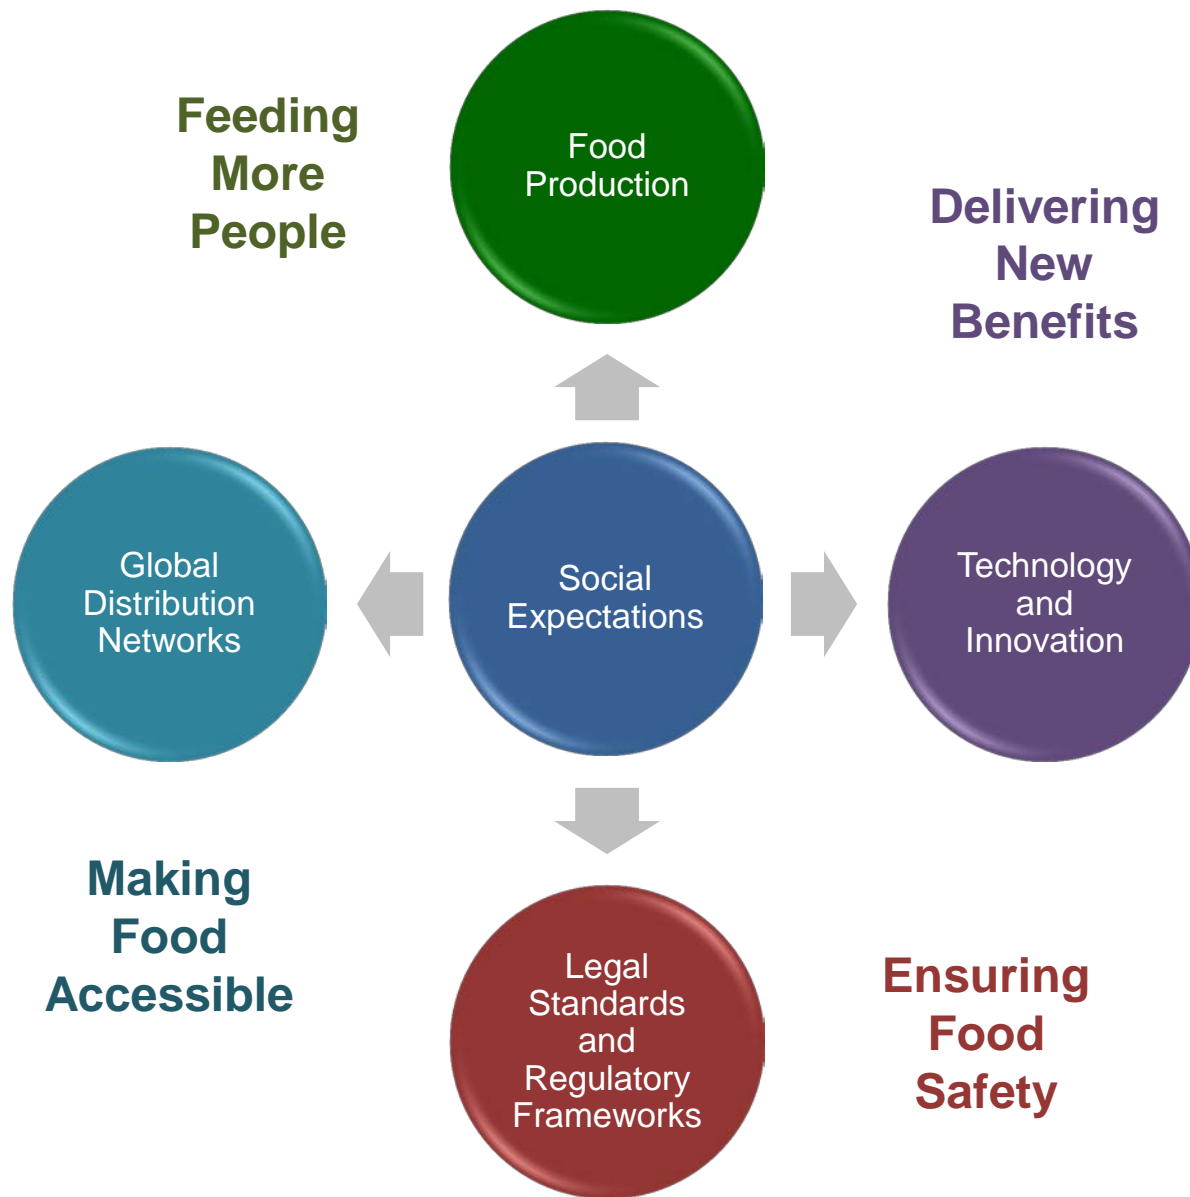 Feeding
More
People
Food
Production
Delivering
New
Benefits
Global
Distribution
Networks
Social
Expectations
Technology
and
Innovation
Making
Food
Accessible
Legal
Standards
and
Regulatory
Frameworks
Ensuring
Food
Safety